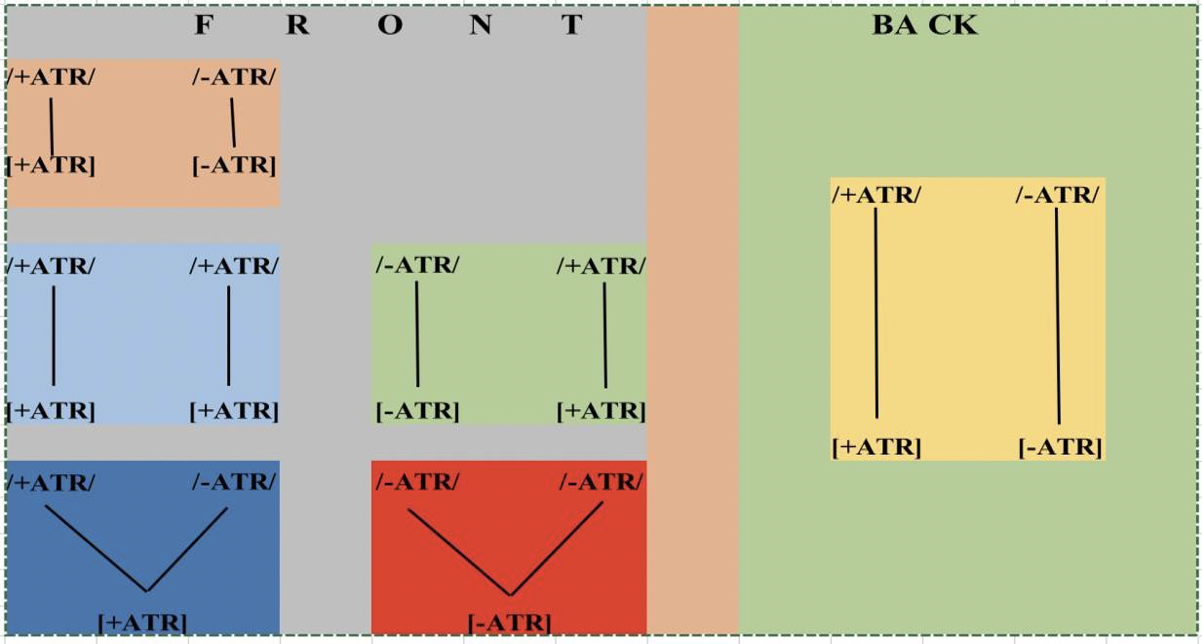 F R O N T BA CK
/+ATR/ /-ATR/
[+ATR] [-ATR]
/+ATR/ /-ATR/
/+ATR/ /+ATR/ /-ATR/ /+ATR/
[+ATR] [+ATR] [-ATR] [+ATR]
[+ATR] [-ATR]
/+ATR/ /-ATR/ /-ATR/ /-ATR/
[+ATR] [-ATR]